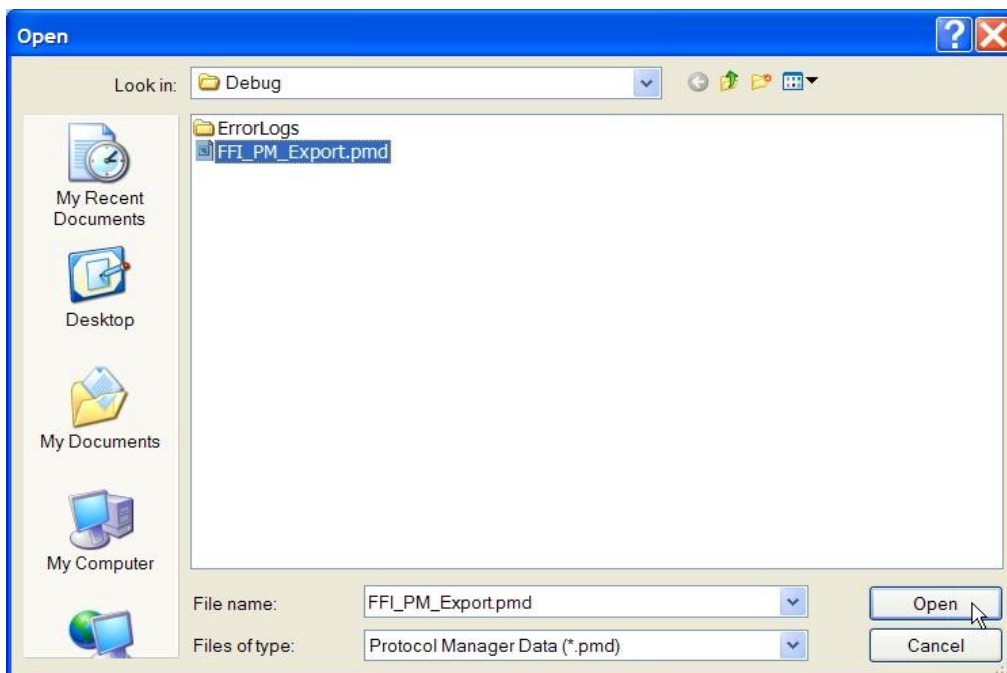 Open
Look in:
Debug
ErrorLogs
FFI_PM_Export.pmd
My Recent
Documents
Desktop
My Documents
My Computer
File name:
FFI_PM_Export.pmd
Open
Files of type:
Protocol Manager Data (*.pmd)
Cancel